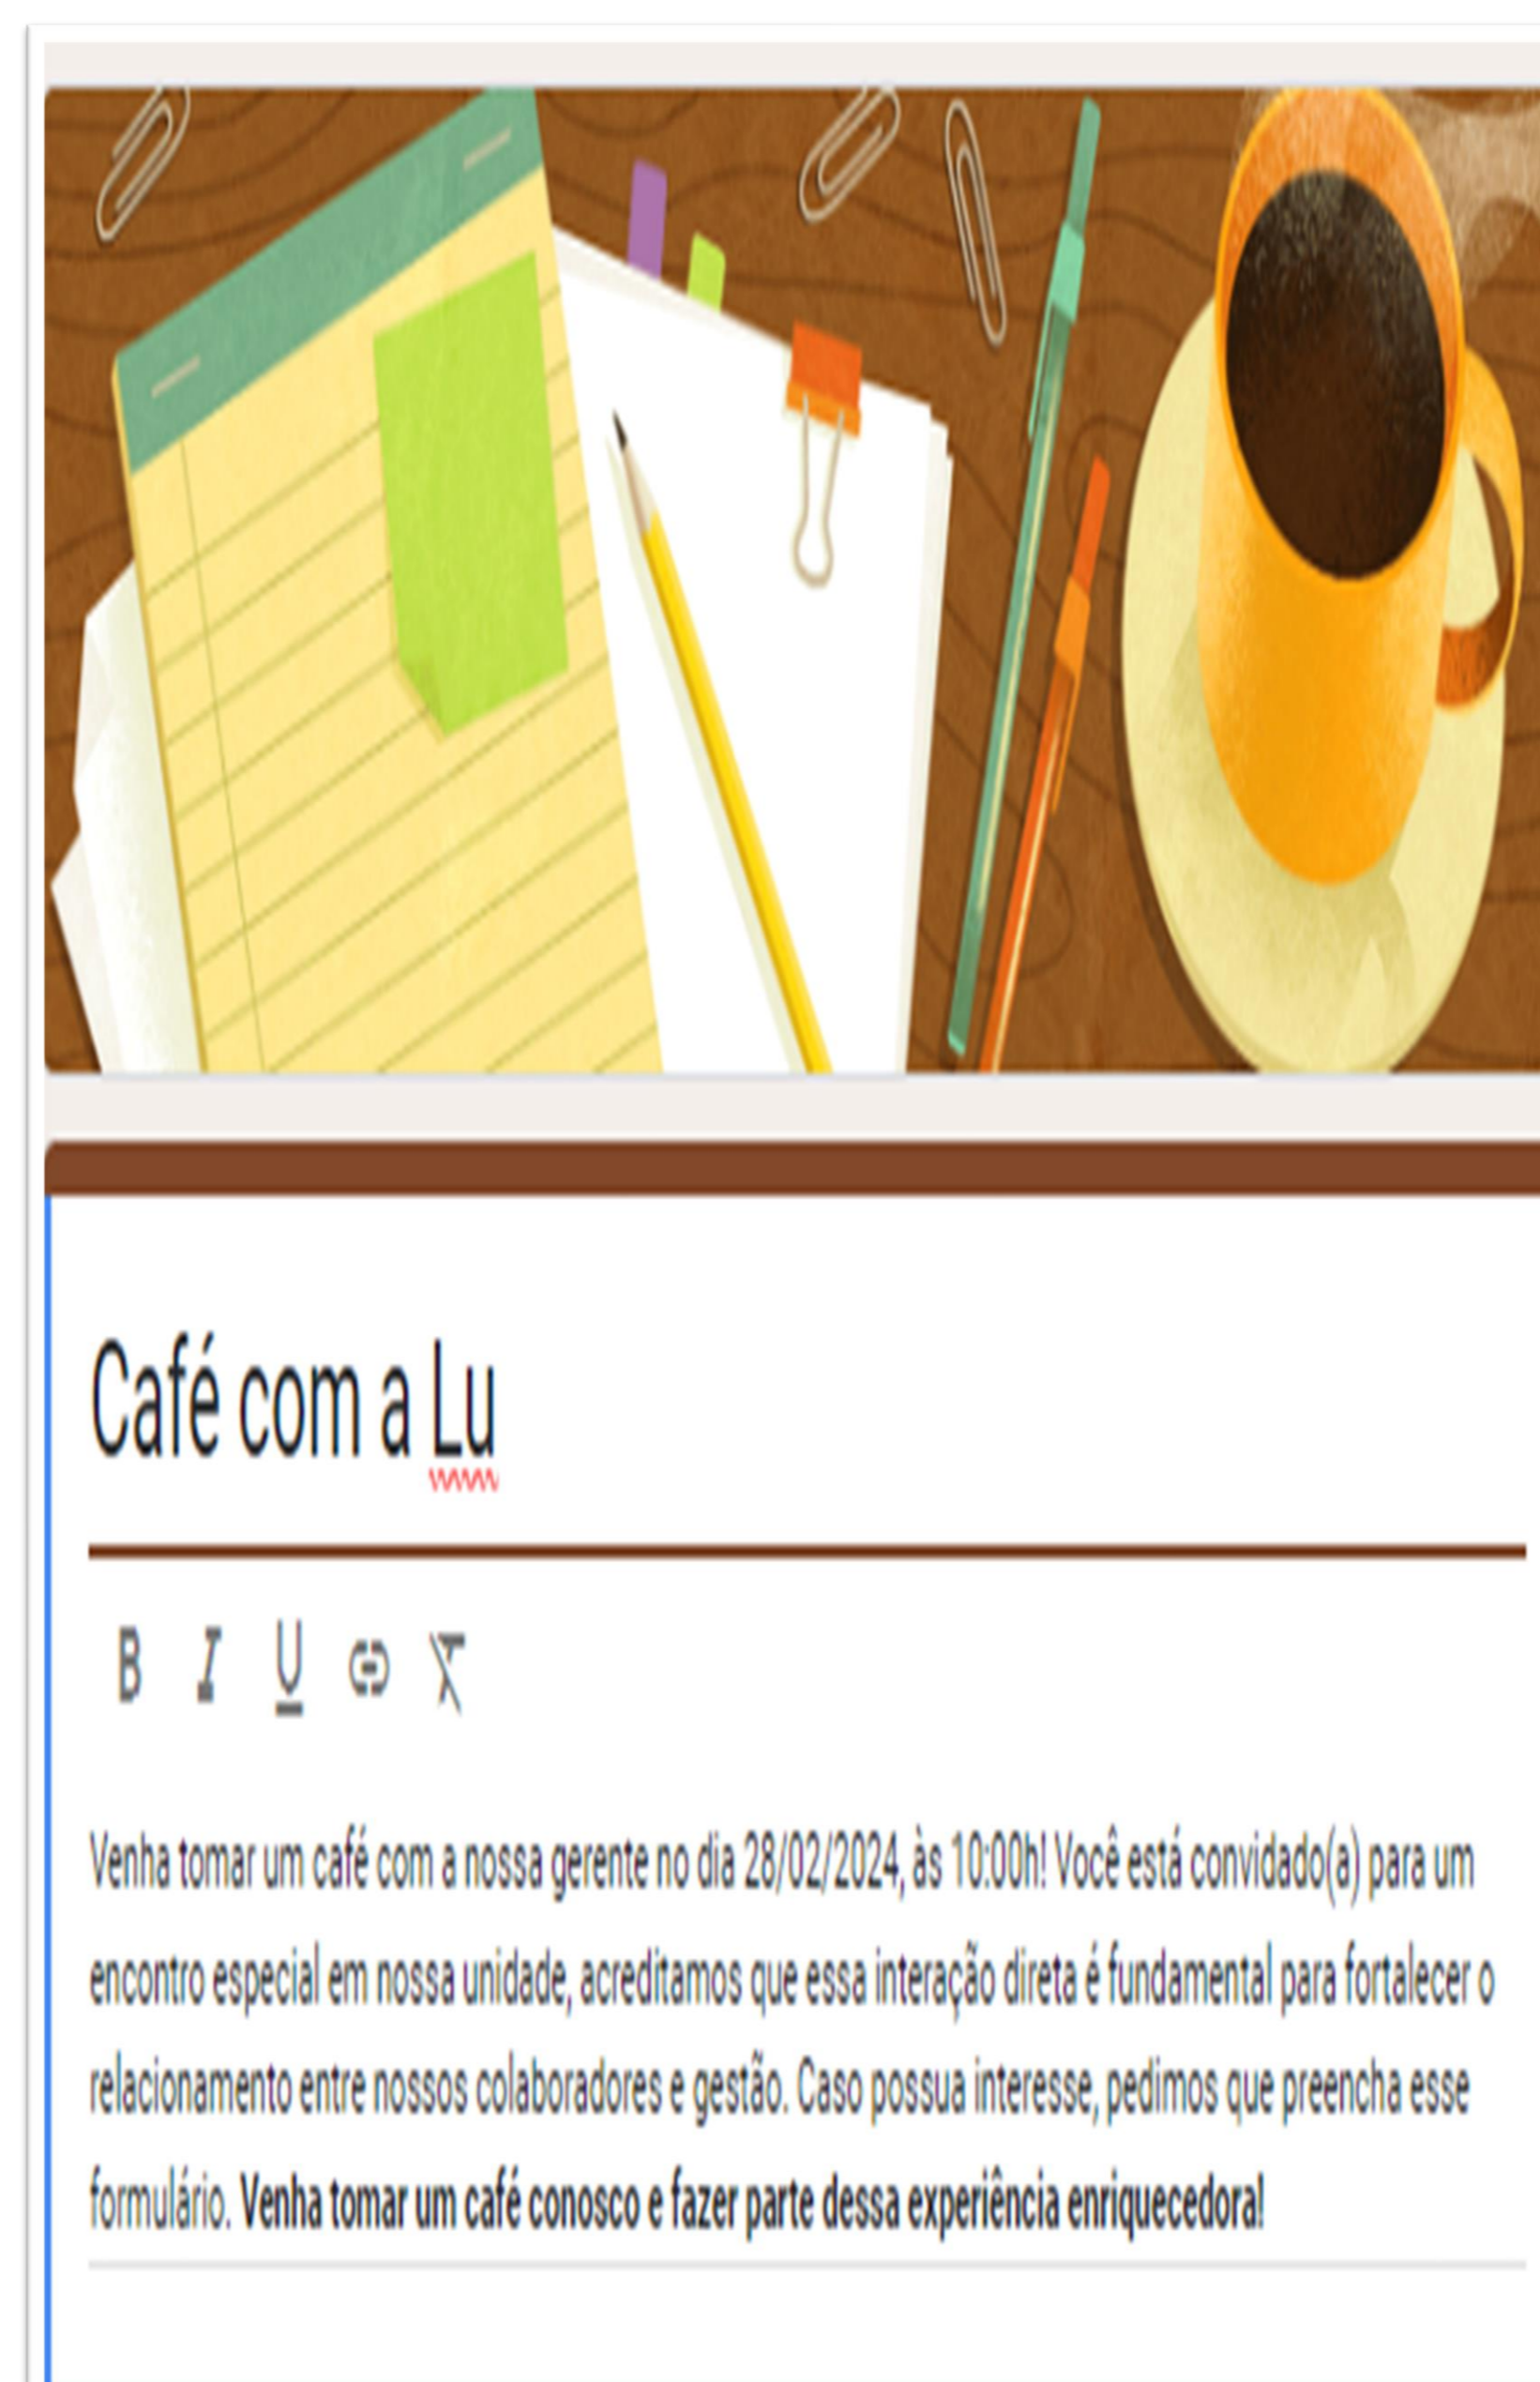 Café com a Lu
B I U
Venha tomar um café com a nossa gerente no dia 28/02/2024, às 10:00h! Você está convidado(a) para um
encontro especial em nossa unidade, acreditamos que essa interação direta é fundamental para fortalecer o
relacionamento entre nossos colaboradores e gestão. Caso possua interesse, pedimos que preencha esse
formulário. Venha tomar um café conosco e fazer parte dessa experiência enriquecedora!